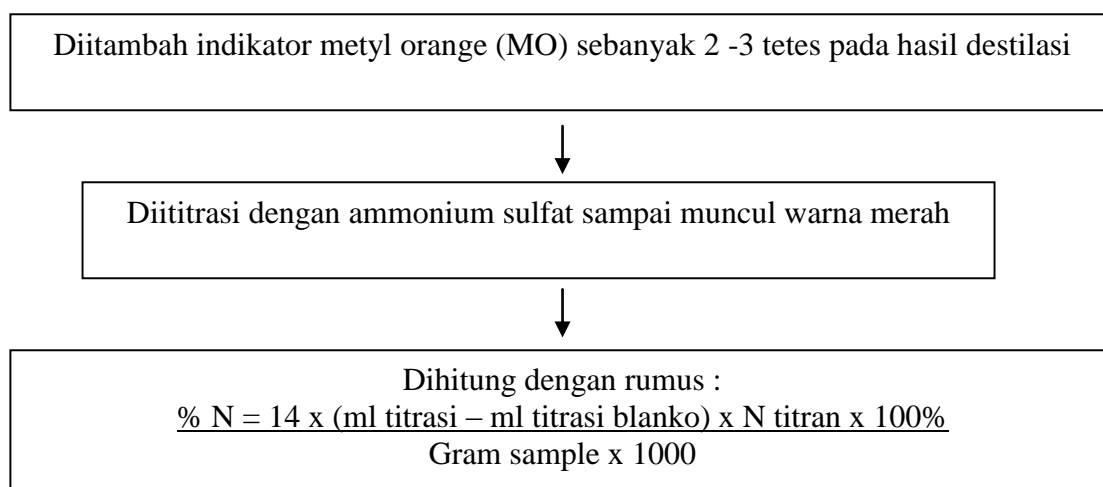 Diitambah indikator metyl orange (MO) sebanyak 2 -3 tetes pada hasil destilasi
Diititrasi dengan ammonium sulfat sampai muncul warna merah
Dihitung dengan rumus :
% N = 14 x (ml titrasi – ml titrasi blanko) x N titran x 100%
Gram sample x 1000